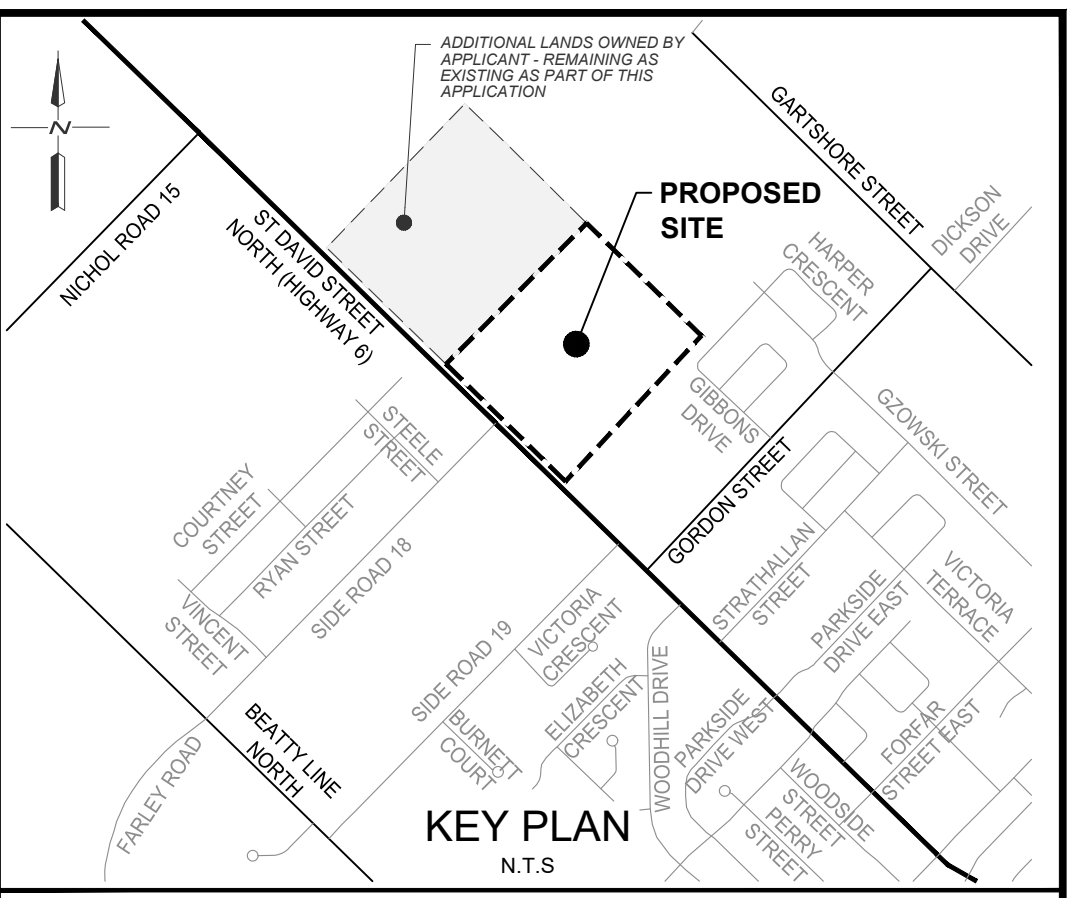 ADDITIONAL LANDS OWNED BY
APPLICANT - REMAINING AS
EXISTING AS PART OF THIS
APPLICATION
N
GARTSHORE STREET
DICKSON
DRIVE
NICHOL ROAD 15
ST DAVID STREET
NORTH (HIGHWAY 6)
PROPOSED
SITE
HARPER
CRESCENT
GIBBONS
DRIVE
GZOWSKI STREET
STEELE
STREET
GORDON STREET
COURTNEY
STREET
RYAN STREET
SIDE ROAD 18
VINCENT
STREET
STRATHALLAN
STREET
PARKSIDE
DRIVE EAST
VICTORIA
TERRACE
SIDE ROAD 19
VICTORIA
CRESCENT
ELIZABETH
CRESCENT
BURNETT
COURT
WOODHILL DRIVE
PARKSIDE
DRIVE WEST
FORFAR
STREET EAST
BEATTY LINE
NORTH
FARLEY ROAD
WOODSIDE
STREET
PERRY
STREET
KEY PLAN
N.T.S